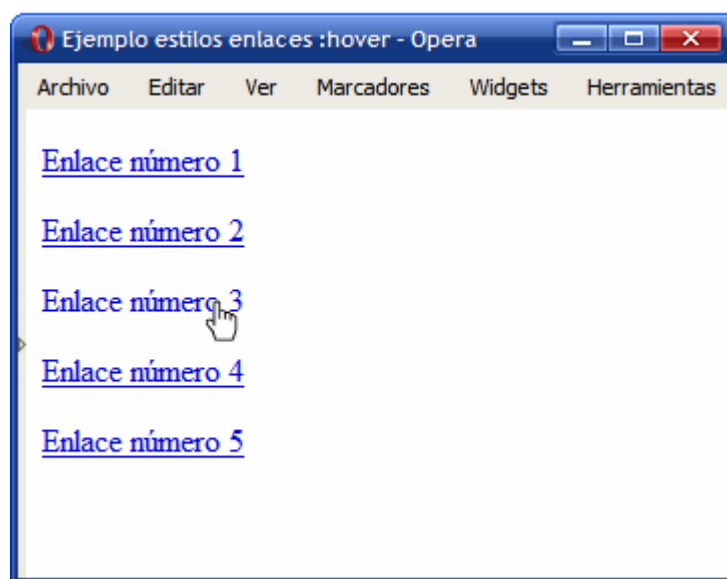 Ejemplo estilos enlaces :hover - Opera
Archivo Editar Ver Marcadores Widgets Herramientas
Enlace número 1
Enlace número 2
Enlace número 3
Enlace número 4
Enlace número 5